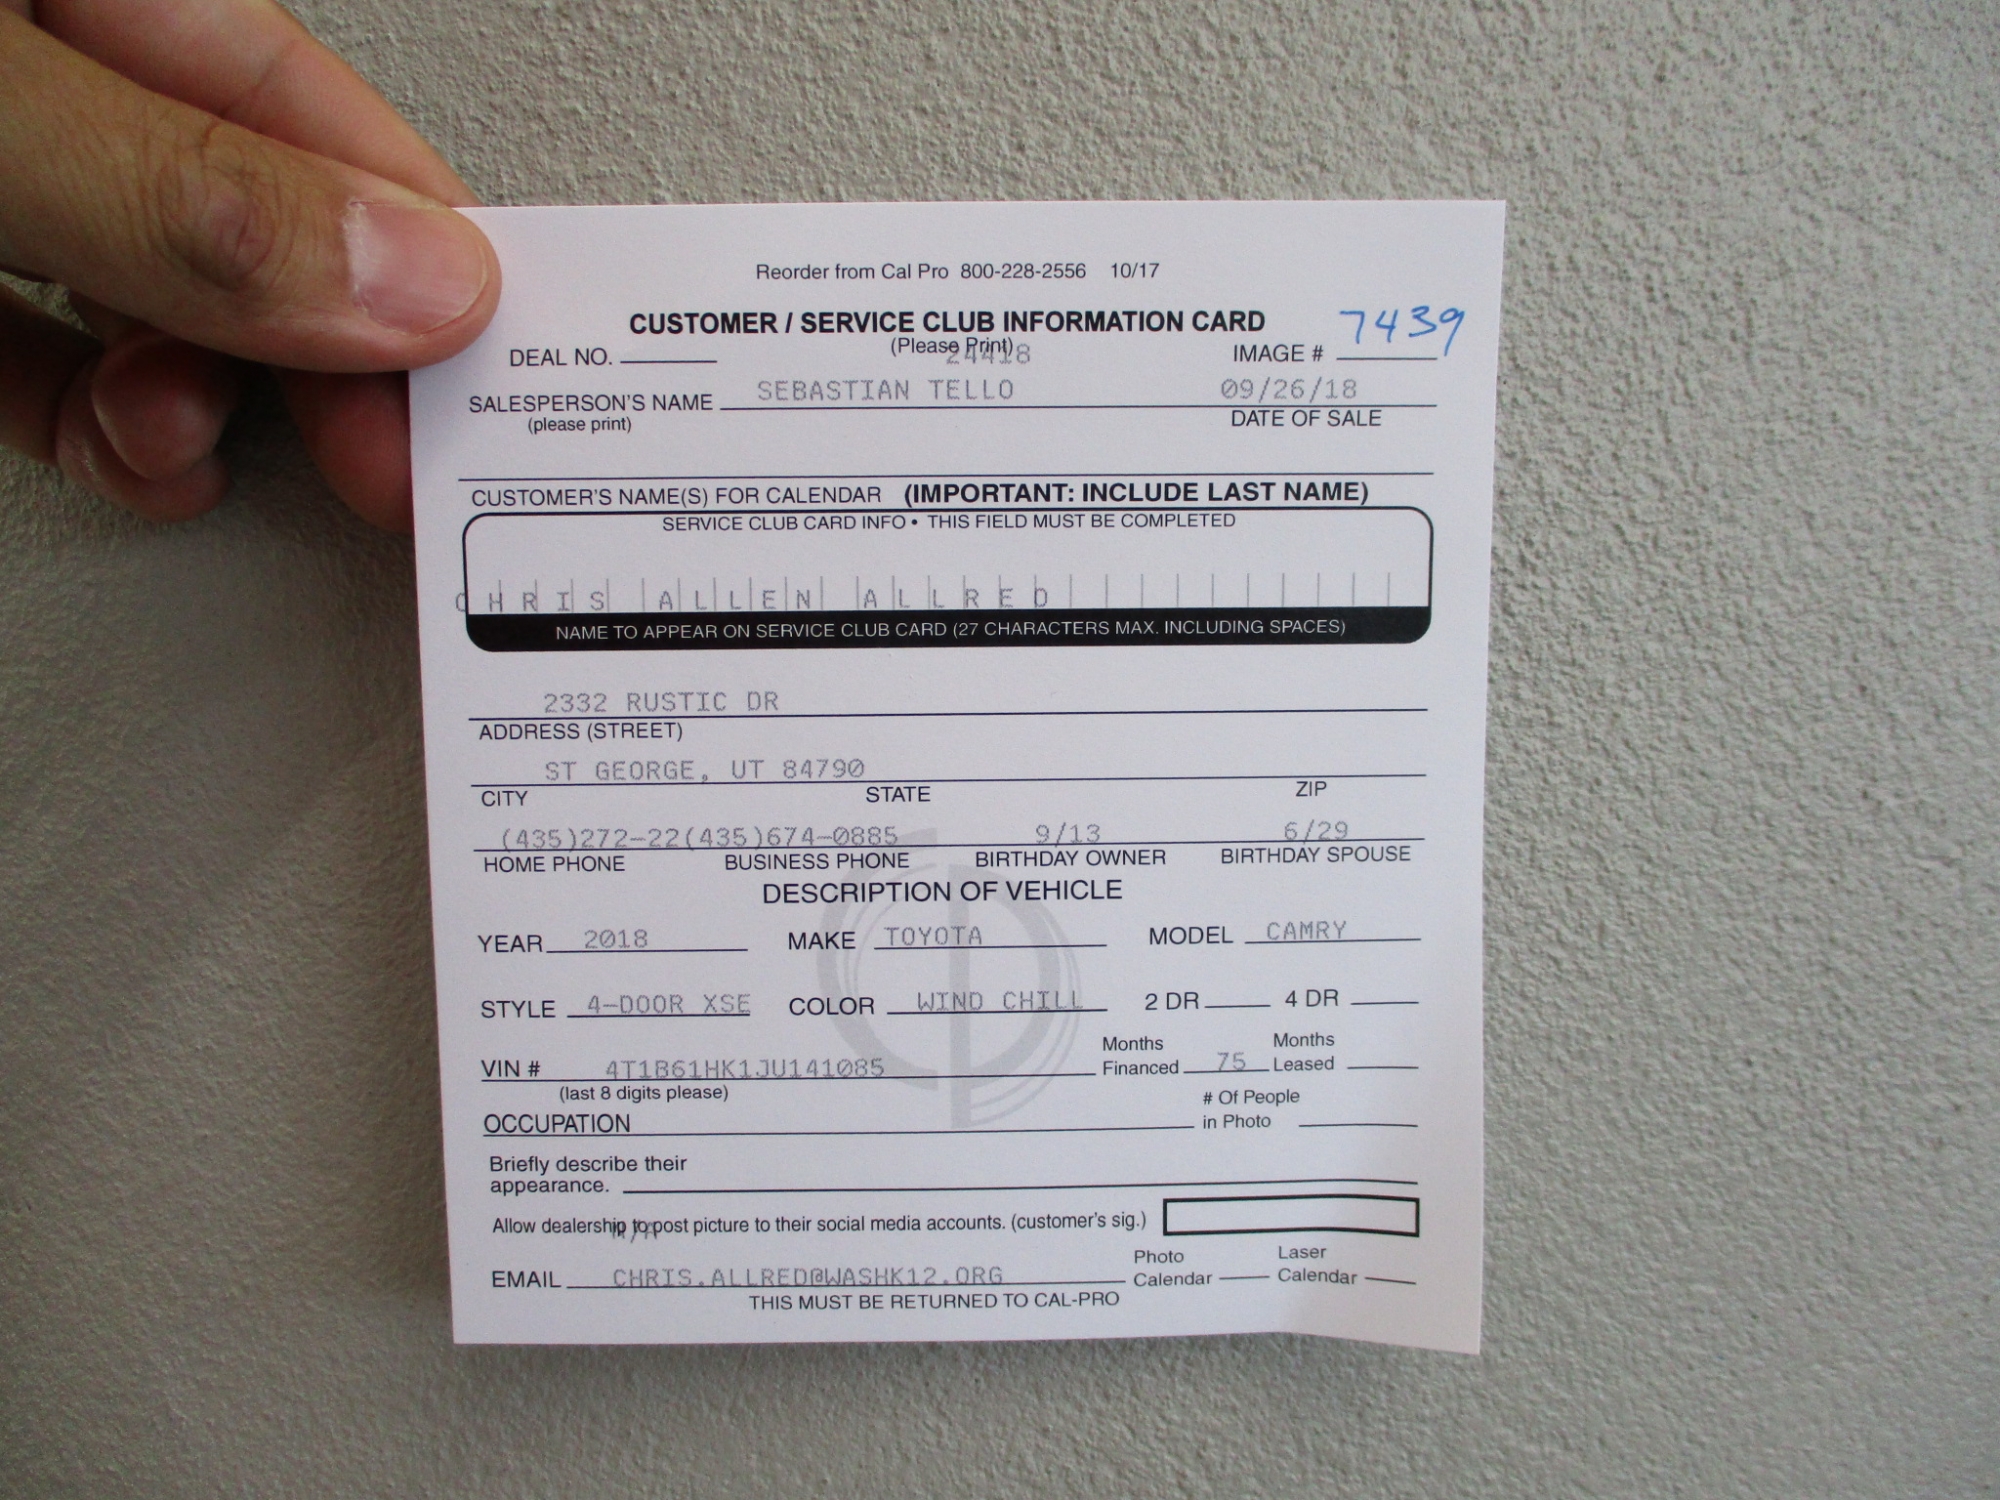 Reorder from Cal Pro 800-228-2556 10/17
CUSTOMER / SERVICE CLUB INFORMATION CARD
7439
(Please Print)
DEAL NO. 24418 IMAGE #
SALESPERSON'S NAME SEBASTIAN TELLO 09/26/18
(please print) DATE OF SALE
CUSTOMER'S NAME(S) FOR CALENDAR (IMPORTANT: INCLUDE LAST NAME)
SERVICE CLUB CARD INFO • THIS FIELD MUST BE COMPLETED
CHRIS ALLEN ALLRED
NAME TO APPEAR ON SERVICE CLUB CARD (27 CHARACTERS MAX. INCLUDING SPACES)
2332 RUSTIC DR
ADDRESS (STREET)
ST GEORGE, UT 84790
CITY STATE ZIP
(435)272-22(435)674-0885 9/13 6/29
HOME PHONE BUSINESS PHONE BIRTHDAY OWNER BIRTHDAY SPOUSE
DESCRIPTION OF VEHICLE
YEAR 2018 MAKE TOYOTA MODEL CAMRY
STYLE 4-DOOR XSE COLOR WIND CHILL 2 DR 4 DR
VIN # 4T1B61HK1JU141085 Months Financed 75 Months Leased
(last 8 digits please)
OCCUPATION # Of People in Photo
Briefly describe their
appearance.
Allow dealership to post picture to their social media accounts. (customer's sig.)
N/A
EMAIL CHRIS.ALLRED@WASHK12.ORG Photo Calendar Laser Calendar
THIS MUST BE RETURNED TO CAL-PRO